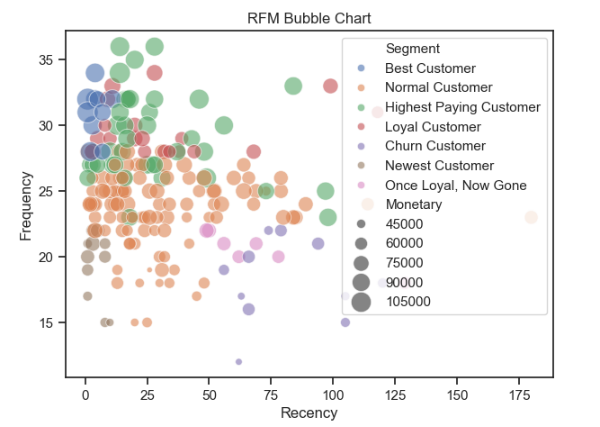 RFM Bubble Chart
Segment
Best Customer
Normal Customer
Highest Paying Customer
Loyal Customer
Churn Customer
Newest Customer
Once Loyal, Now Gone
Monetary
45000
60000
75000
90000
105000
Frequency
35
30
25
20
15
0
25
50
75
100
125
150
175
Recency